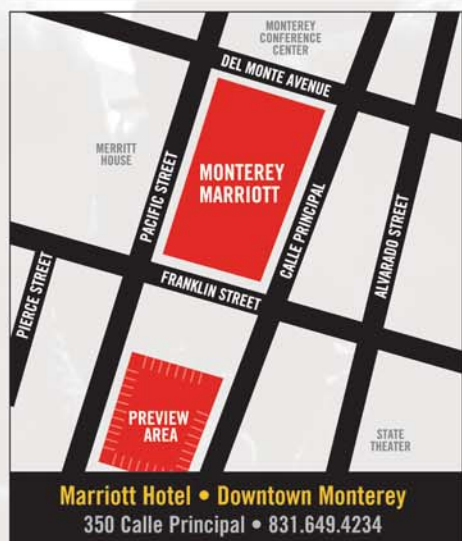 MONTEREY
CONFERENCE
CENTER
DEL MONTE AVENUE
MERRITT
HOUSE
PACIFIC STREET
MONTEREY
MARRIOTT
CALLE PRINCIPAL
ALVARADO STREET
FRANKLIN STREET
PIERCE STREET
PREVIEW
AREA
STATE
THEATER
Marriott Hotel • Downtown Monterey
350 Calle Principal • 831.649.4234